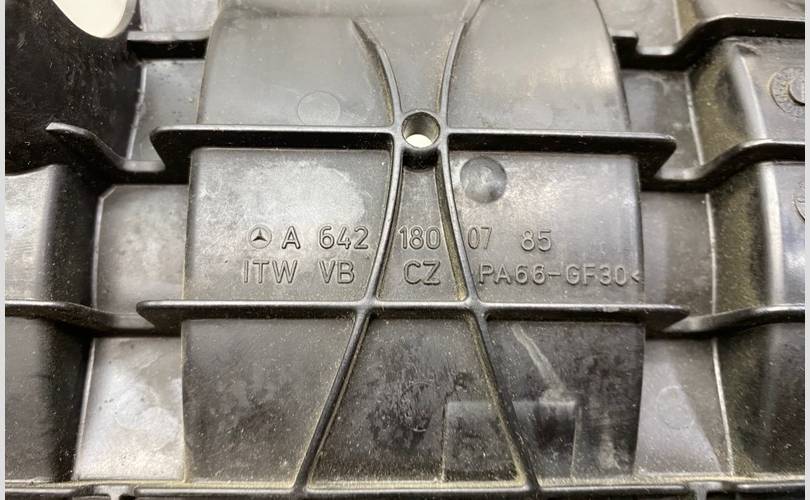 A 642 180 07 85
ITW VB CZ PA66-GF30<